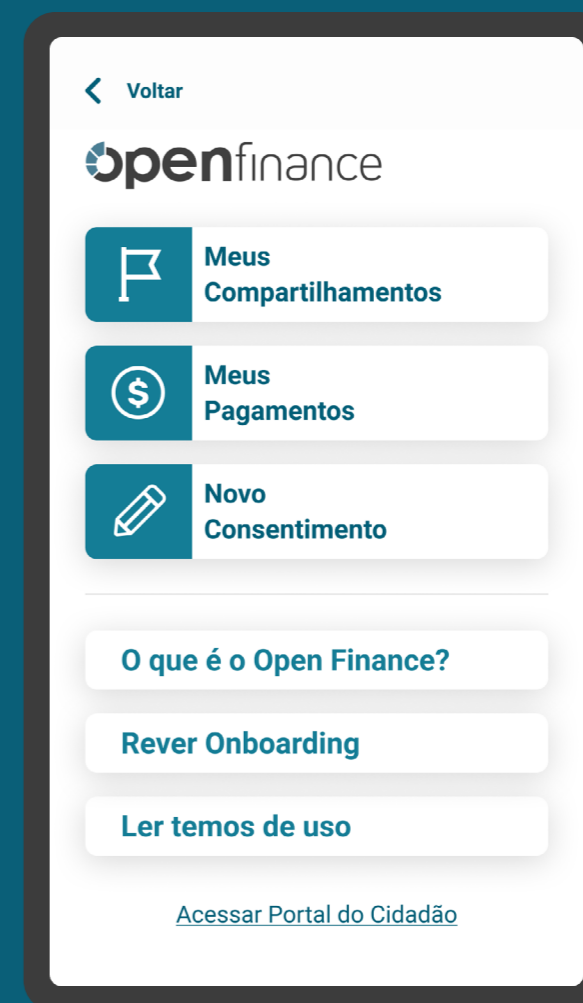 Voltar
openfinance
Meus
Compartilhamentos
Meus
Pagamentos
Novo
Consentimento
O que é o Open Finance?
Rever Onboarding
Ler temos de uso
Acessar Portal do Cidadão